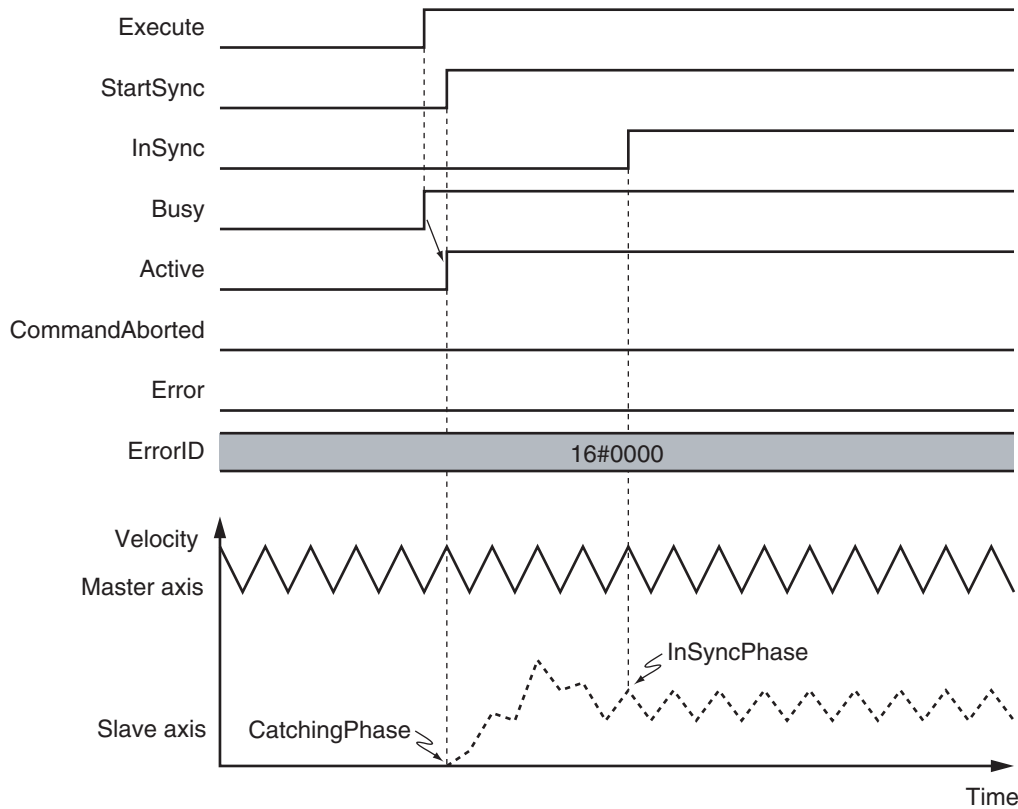 Execute
StartSync
InSync
Busy
Active
CommandAborted
Error
ErrorID
16#0000
Velocity
Master axis
InSyncPhase
Slave axis
CatchingPhase
Time